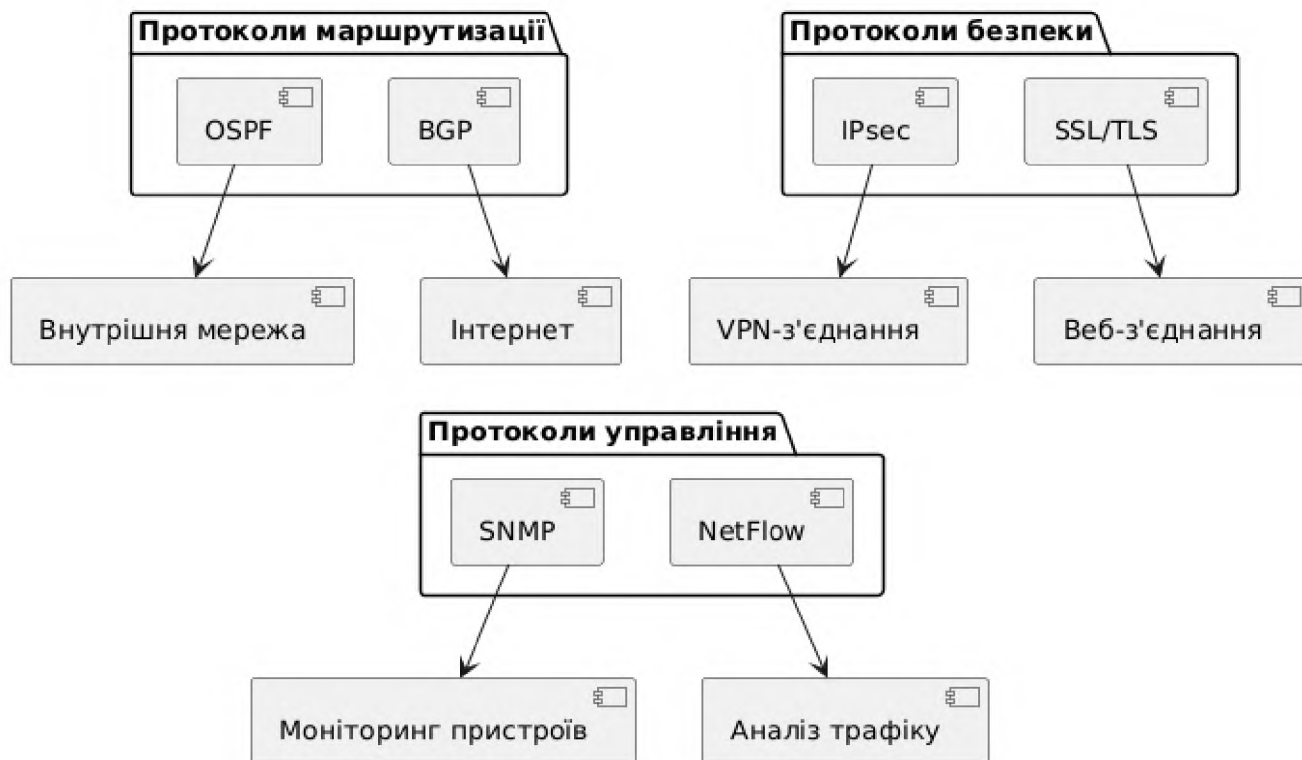 Протоколи маршрутизації
Протоколи безпеки
OSPF
BGP
IPsec
SSL/TLS
Внутрішня мережа
Інтернет
VPN-з'єднання
Веб-з'єднання
Протоколи управління
SNMP
NetFlow
Моніторинг пристроїв
Аналіз трафіку